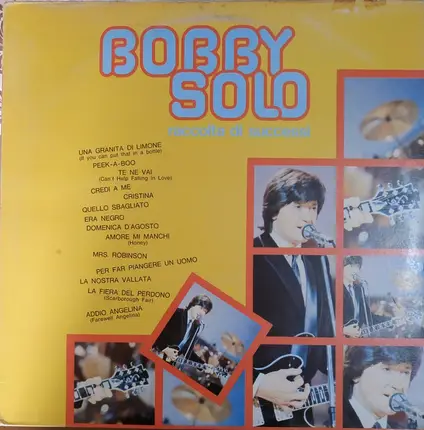 BOBBY
SOLO
raccolta di successi
UNA GRANITA DI LIMONE
(If you can put that in a bottle)
PEEK-A-BOO
TE NE VAI
(Can't Help Falling In Love)
CREDI A ME
CRISTINA
QUELLO SBAGLIATO
ERA NEGRO
DOMENICA D'AGOSTO
AMORE MI MANCHI
(Honey)
MRS. ROBINSON
PER FAR PIANGERE UN UOMO
LA NOSTRA VALLATA
LA FIERA DEL PERDONO
(Scarborough Fair)
ADDIO ANGELINA
(Farewell Angelina)